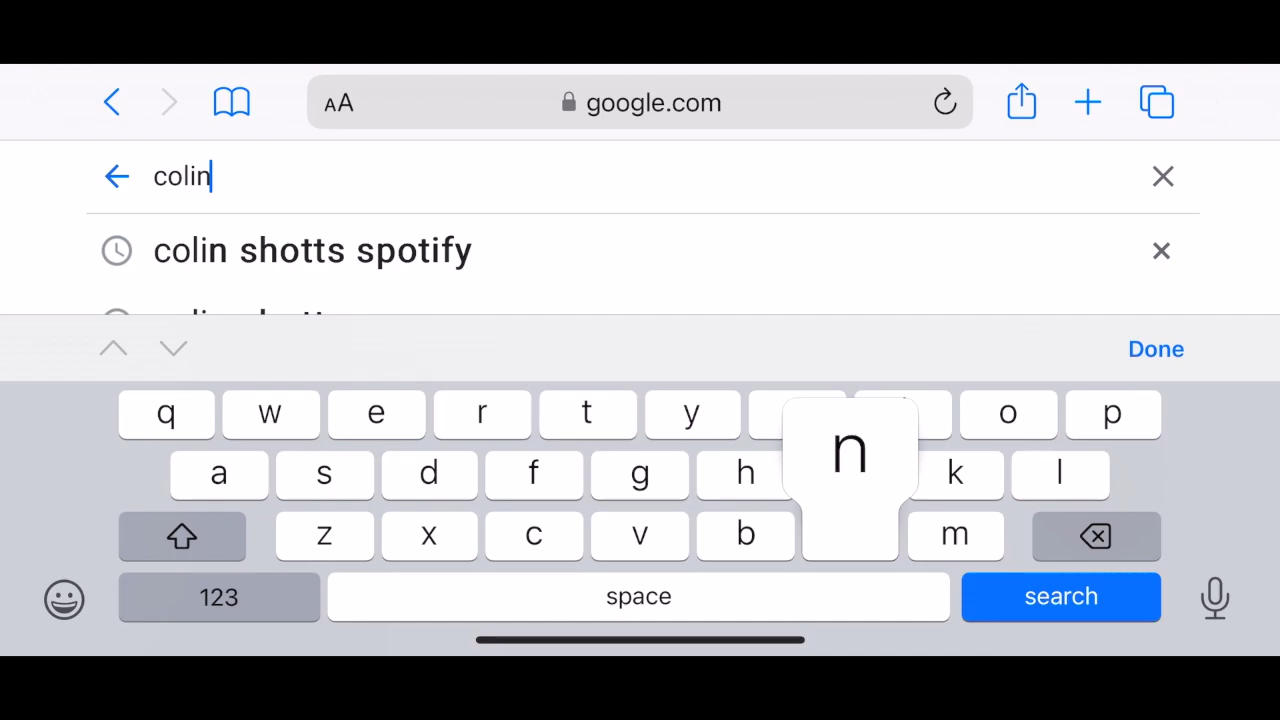 AA google.com
colin
colin shotts spotify
Done
q w e r t y o p
a s d f g h k l
n
z x c v b m
123 space search